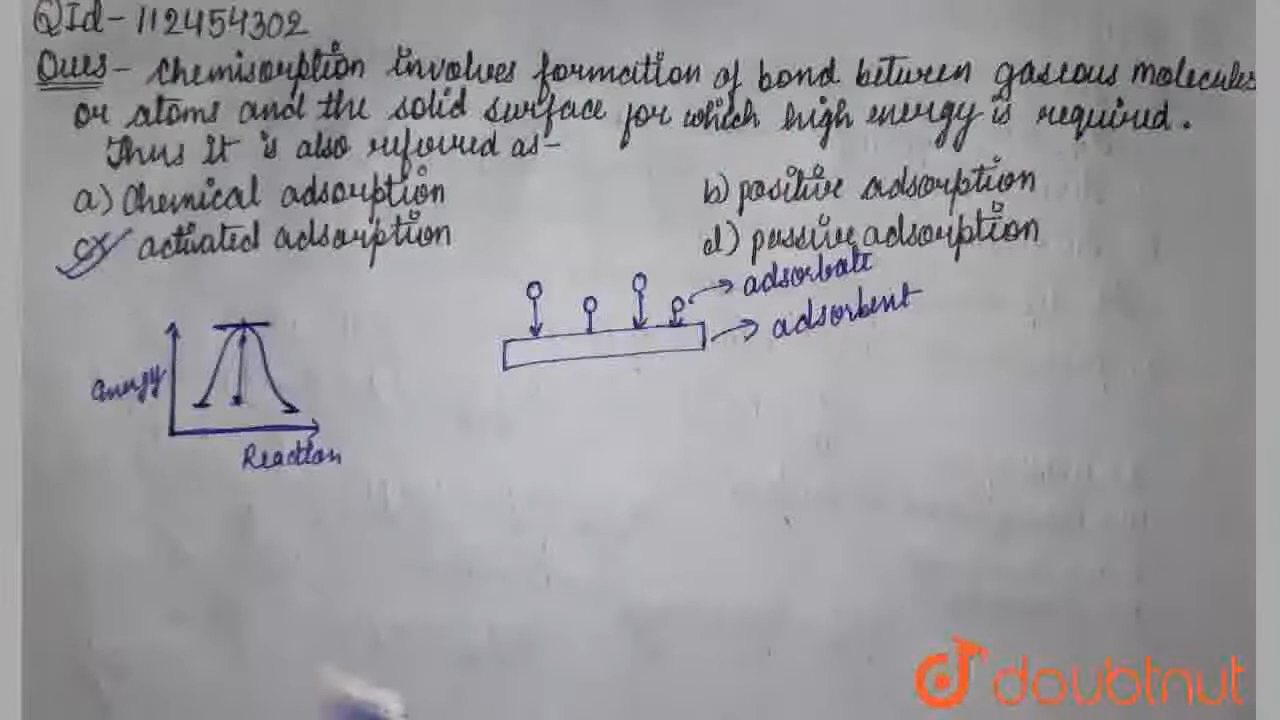 QId - 112454302
Ques - Chemisorption involves formation of bond between gaseous molecules
or atoms and the solid surface for which high energy is required.
Thus It is also referred as -
a) Chemical adsorption b) positive adsorption
c) activated adsorption d) passive adsorption
adsorbate
adsorbent
energy
Reaction
doubtnut